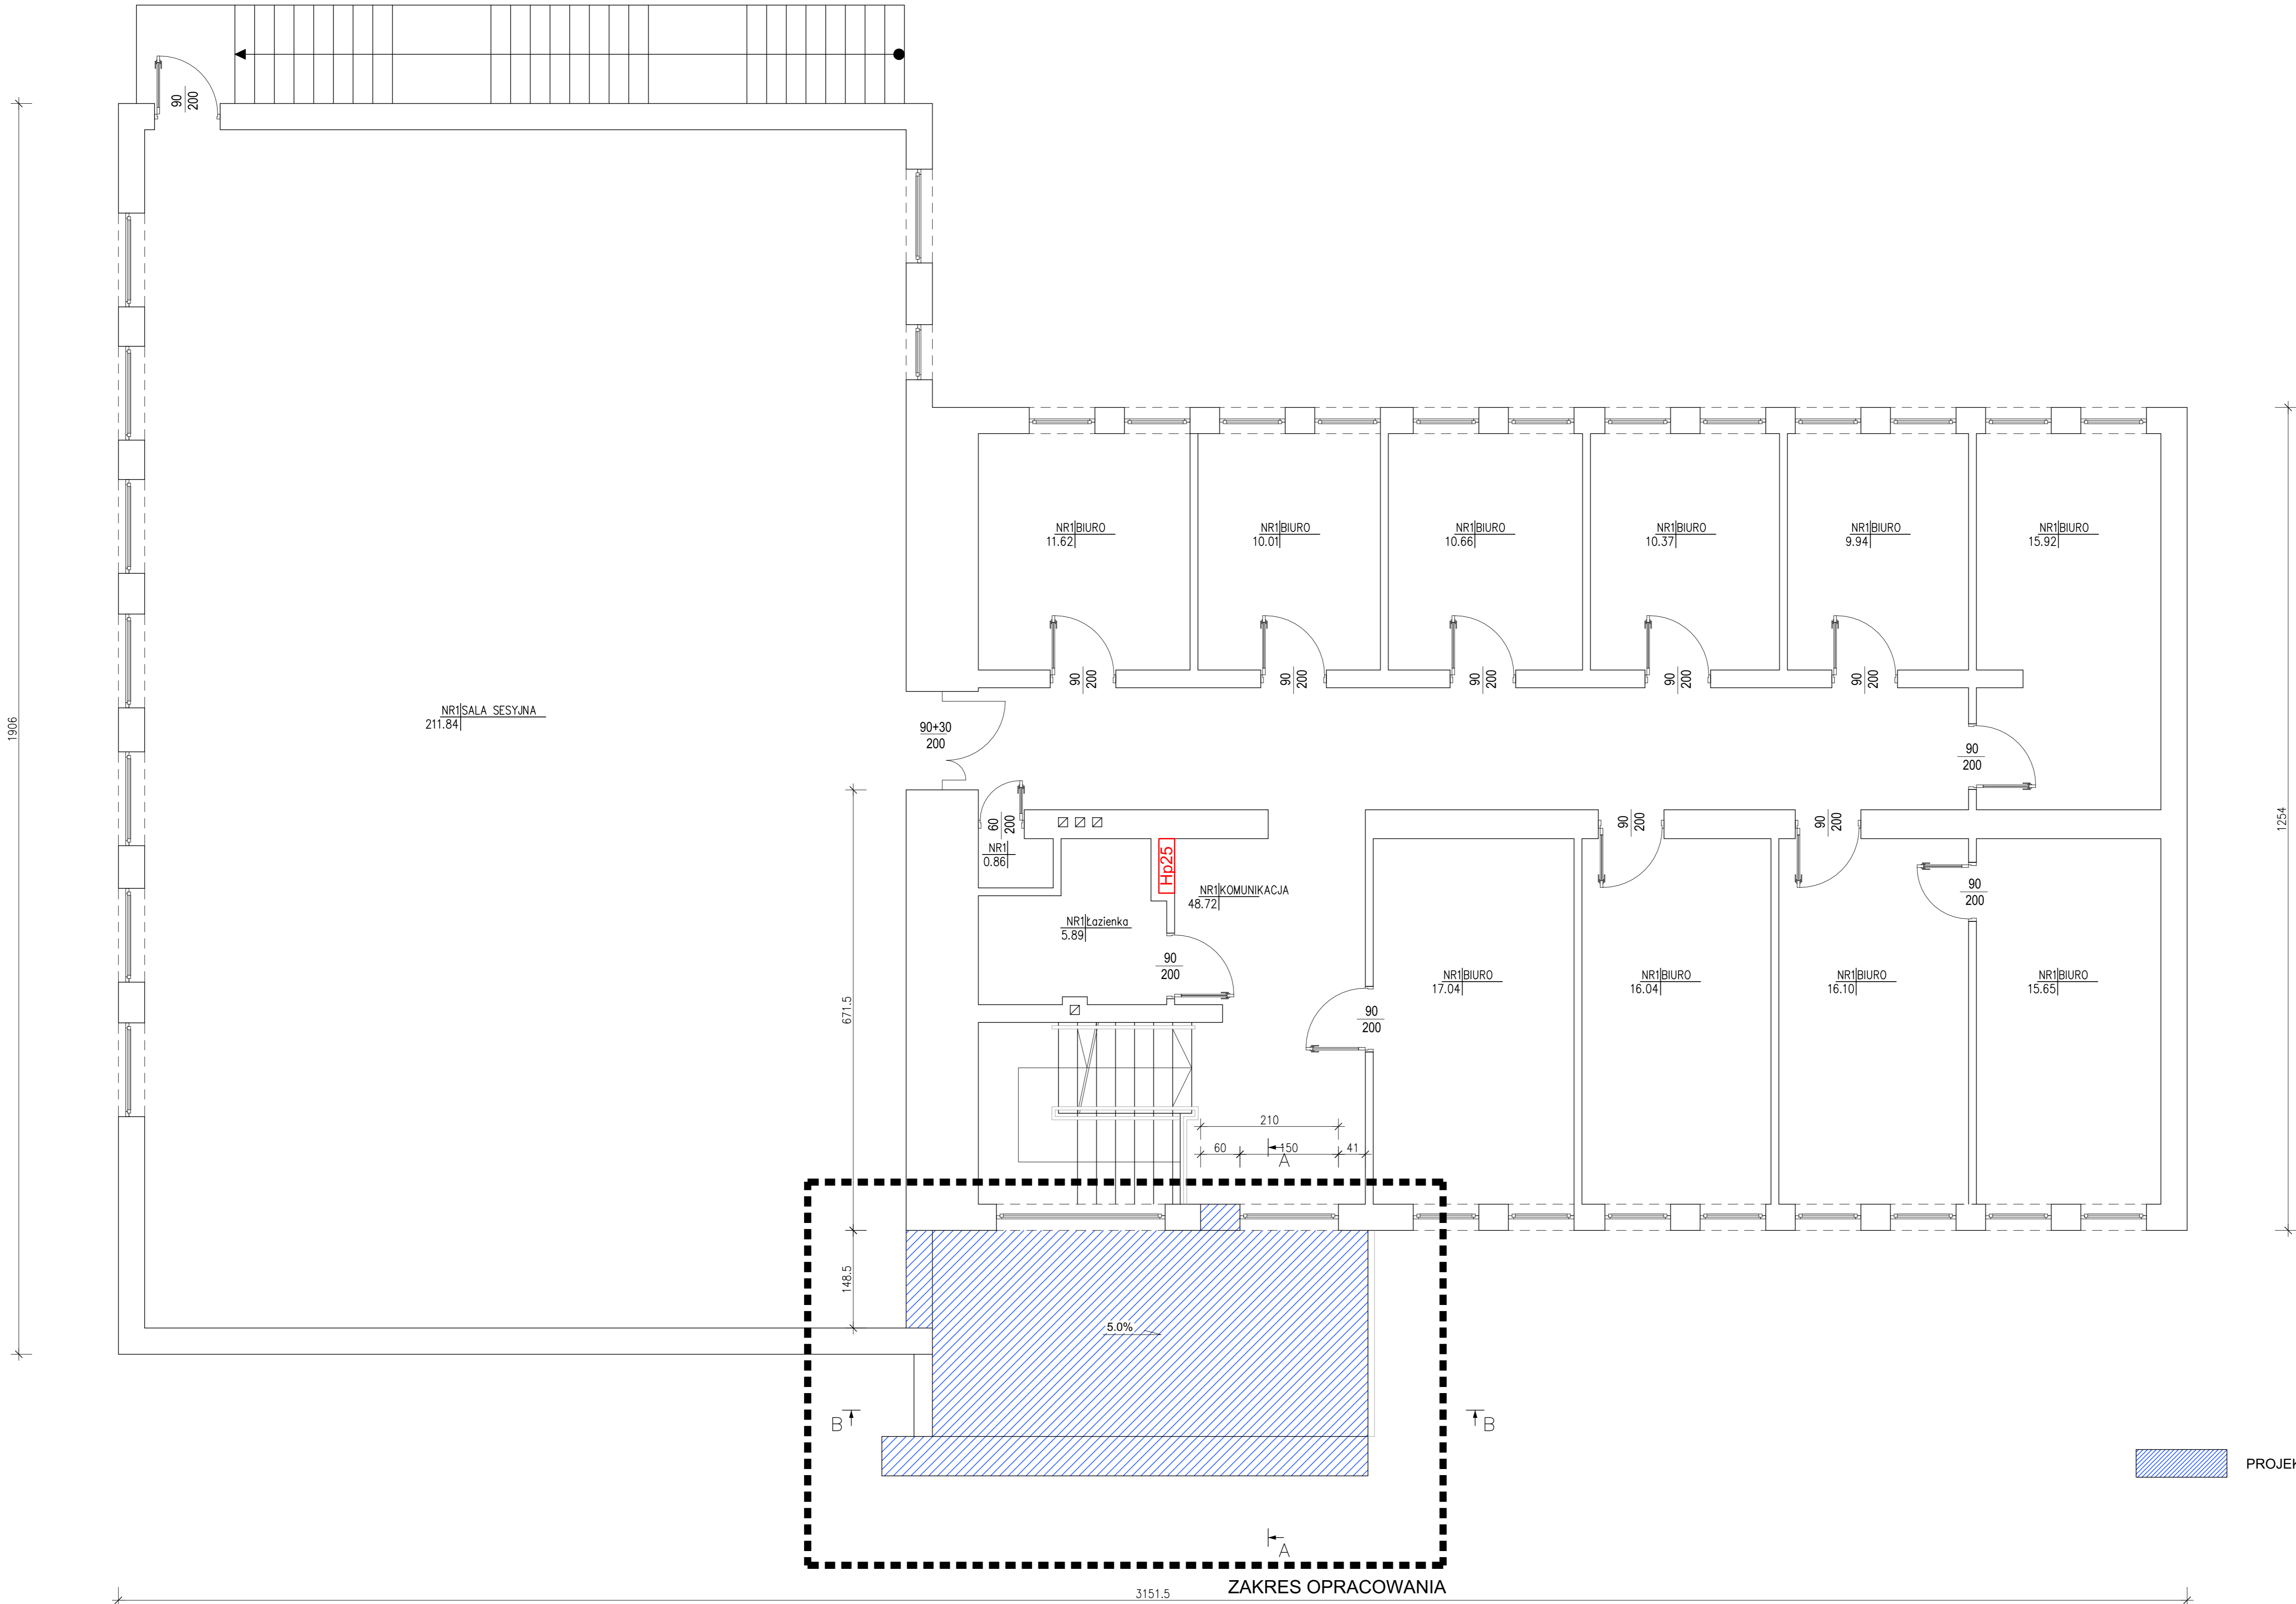 90
200
1906
NR1 BIURO
11.62
NR1 BIURO
10.01
NR1 BIURO
10.66
NR1 BIURO
10.37
NR1 BIURO
9.94
NR1 BIURO
15.92
90
200
90
200
90
200
90
200
90
200
NR1 SALA SESYJNA
211.84
90+30
200
90
200
1254
60
200
NR1
0.86
Hp25
NR1 KOMUNIKACJA
48.72
90
200
90
200
90
200
NR1 Łazienka
5.89
90
200
671.5
NR1 BIURO
17.04
NR1 BIURO
16.04
NR1 BIURO
16.10
NR1 BIURO
15.65
90
200
210
60
150
41
A
148.5
5.0%
B
B
PROJEK
A
ZAKRES OPRACOWANIA
3151.5